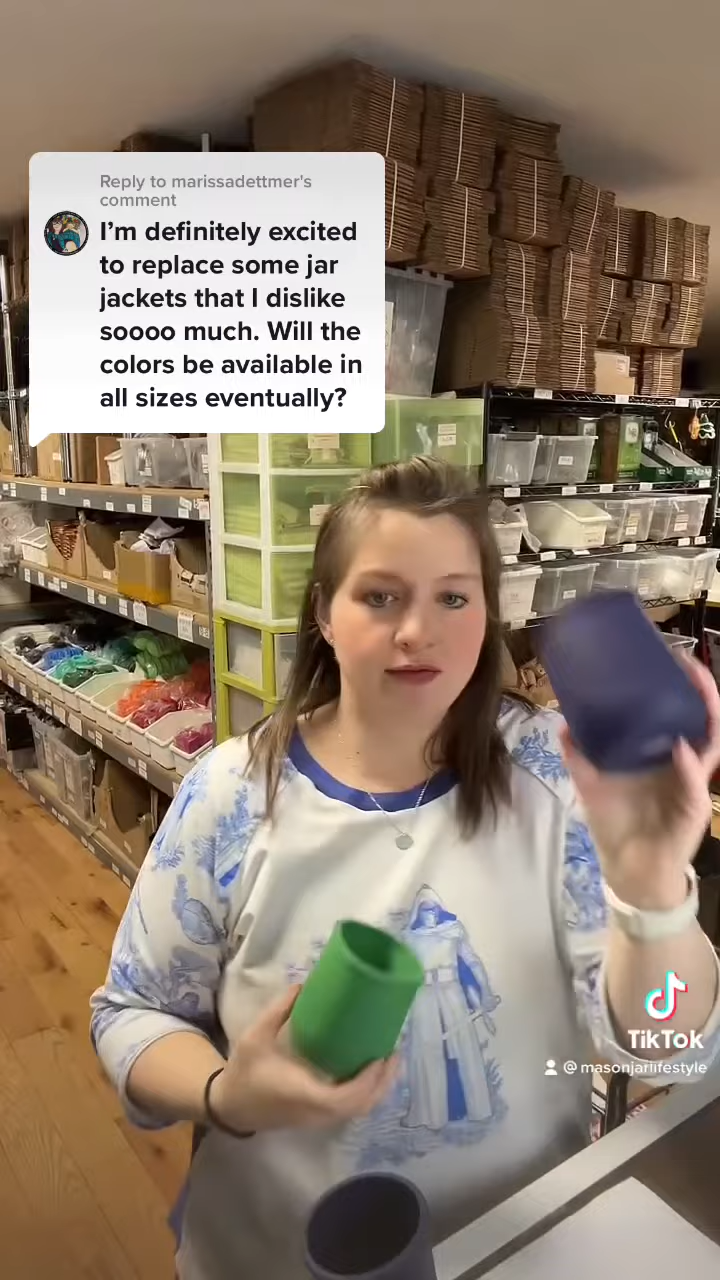 Reply to marissadettmer's
comment
I’m definitely excited
to replace some jar
jackets that I dislike
soooo much. Will the
colors be available in
all sizes eventually?
TikTok
@masonjarlifestyle